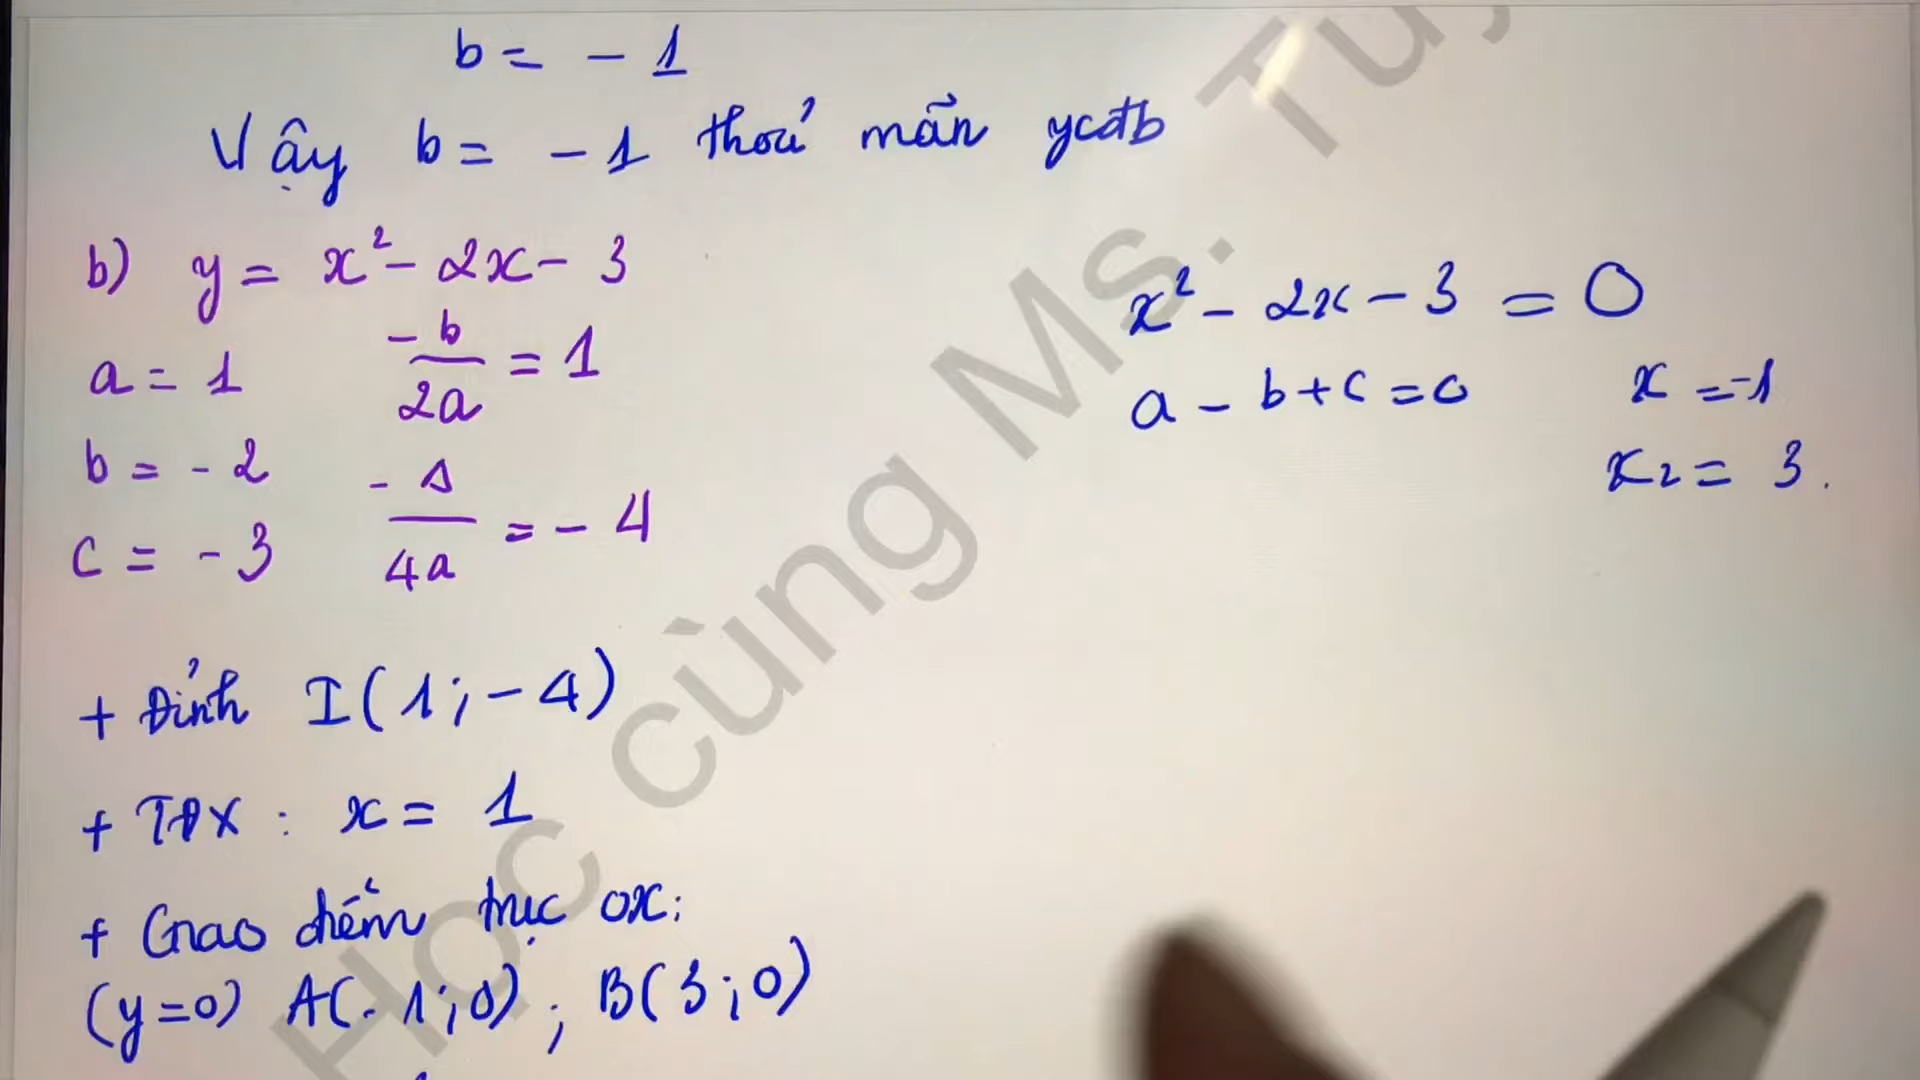 b = - 1
Vậy b = - 1 thoả mãn ycđb
b) y = x² - 2x - 3
a = 1 -b/2a = 1
b = - 2
c = - 3 -Δ/4a = - 4
x² - 2x - 3 = 0
a - b + c = 0 x = -1
x₂ = 3.
+ Đỉnh I(1; -4)
+ TĐX : x = 1
+ Giao điểm trục ox:
(y=0) A(-1;0); B(3;0)
Học cùng Ms.